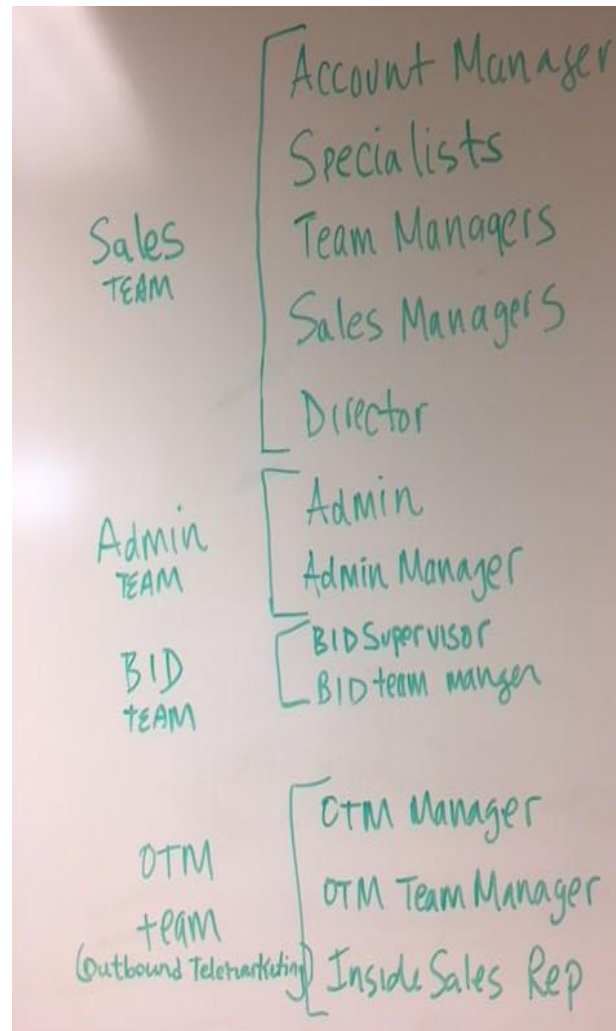 Account Manager
Specialists
Sales
TEAM
Team Managers
Sales Managers
Director
Admin
TEAM
Admin
Admin Manager
BID
TEAM
BID Supervisor
BID team manger
OTM
team
(Outbound Telemarketing)
OTM Manager
OTM Team Manager
Inside Sales Rep